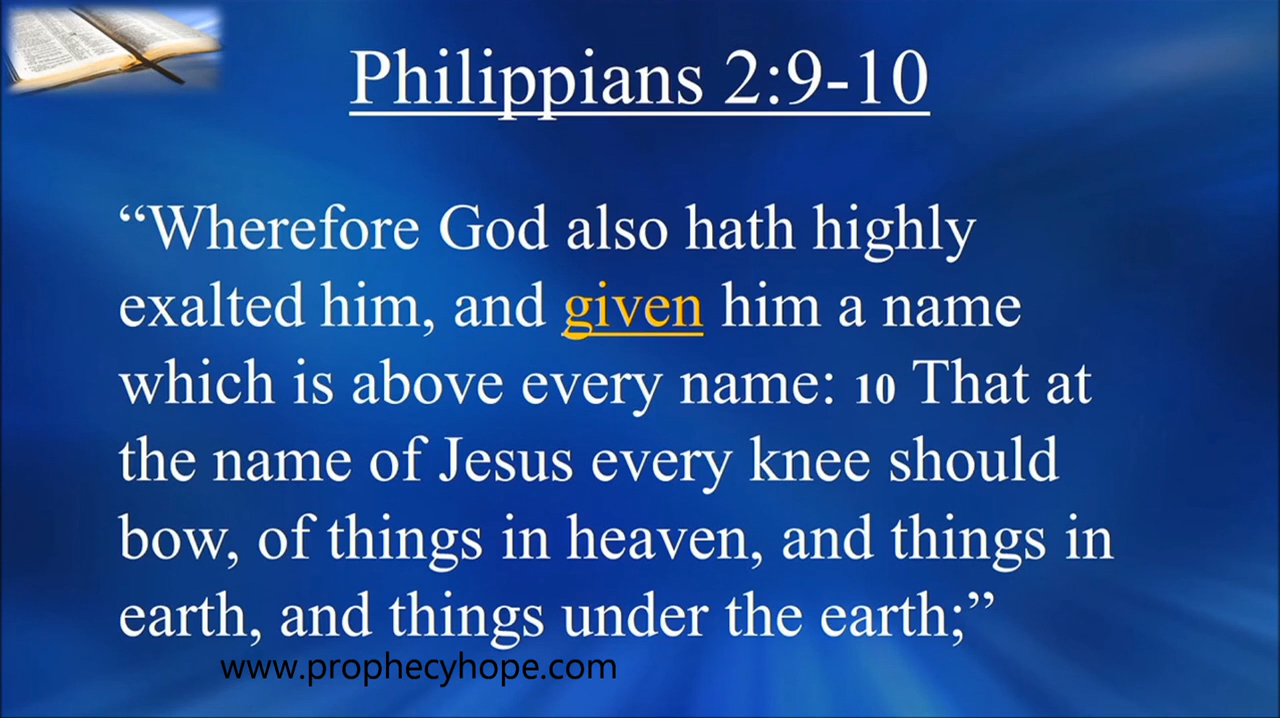 Philippians 2:9-10
“Wherefore God also hath highly
exalted him, and given him a name
which is above every name: 10 That at
the name of Jesus every knee should
bow, of things in heaven, and things in
earth, and things under the earth;”
www.prophecyhope.com